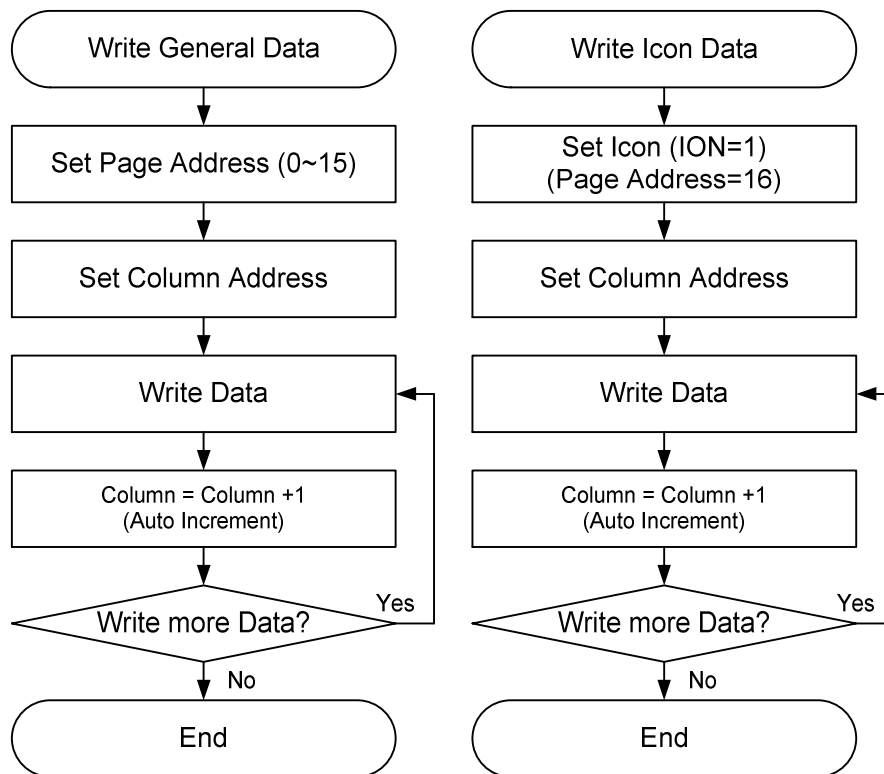 Write General Data
Set Page Address (0~15)
Set Column Address
Write Data
Column = Column +1
(Auto Increment)
Write more Data?
Yes
No
End
Write Icon Data
Set Icon (ION=1)
(Page Address=16)
Set Column Address
Write Data
Column = Column +1
(Auto Increment)
Write more Data?
Yes
No
End